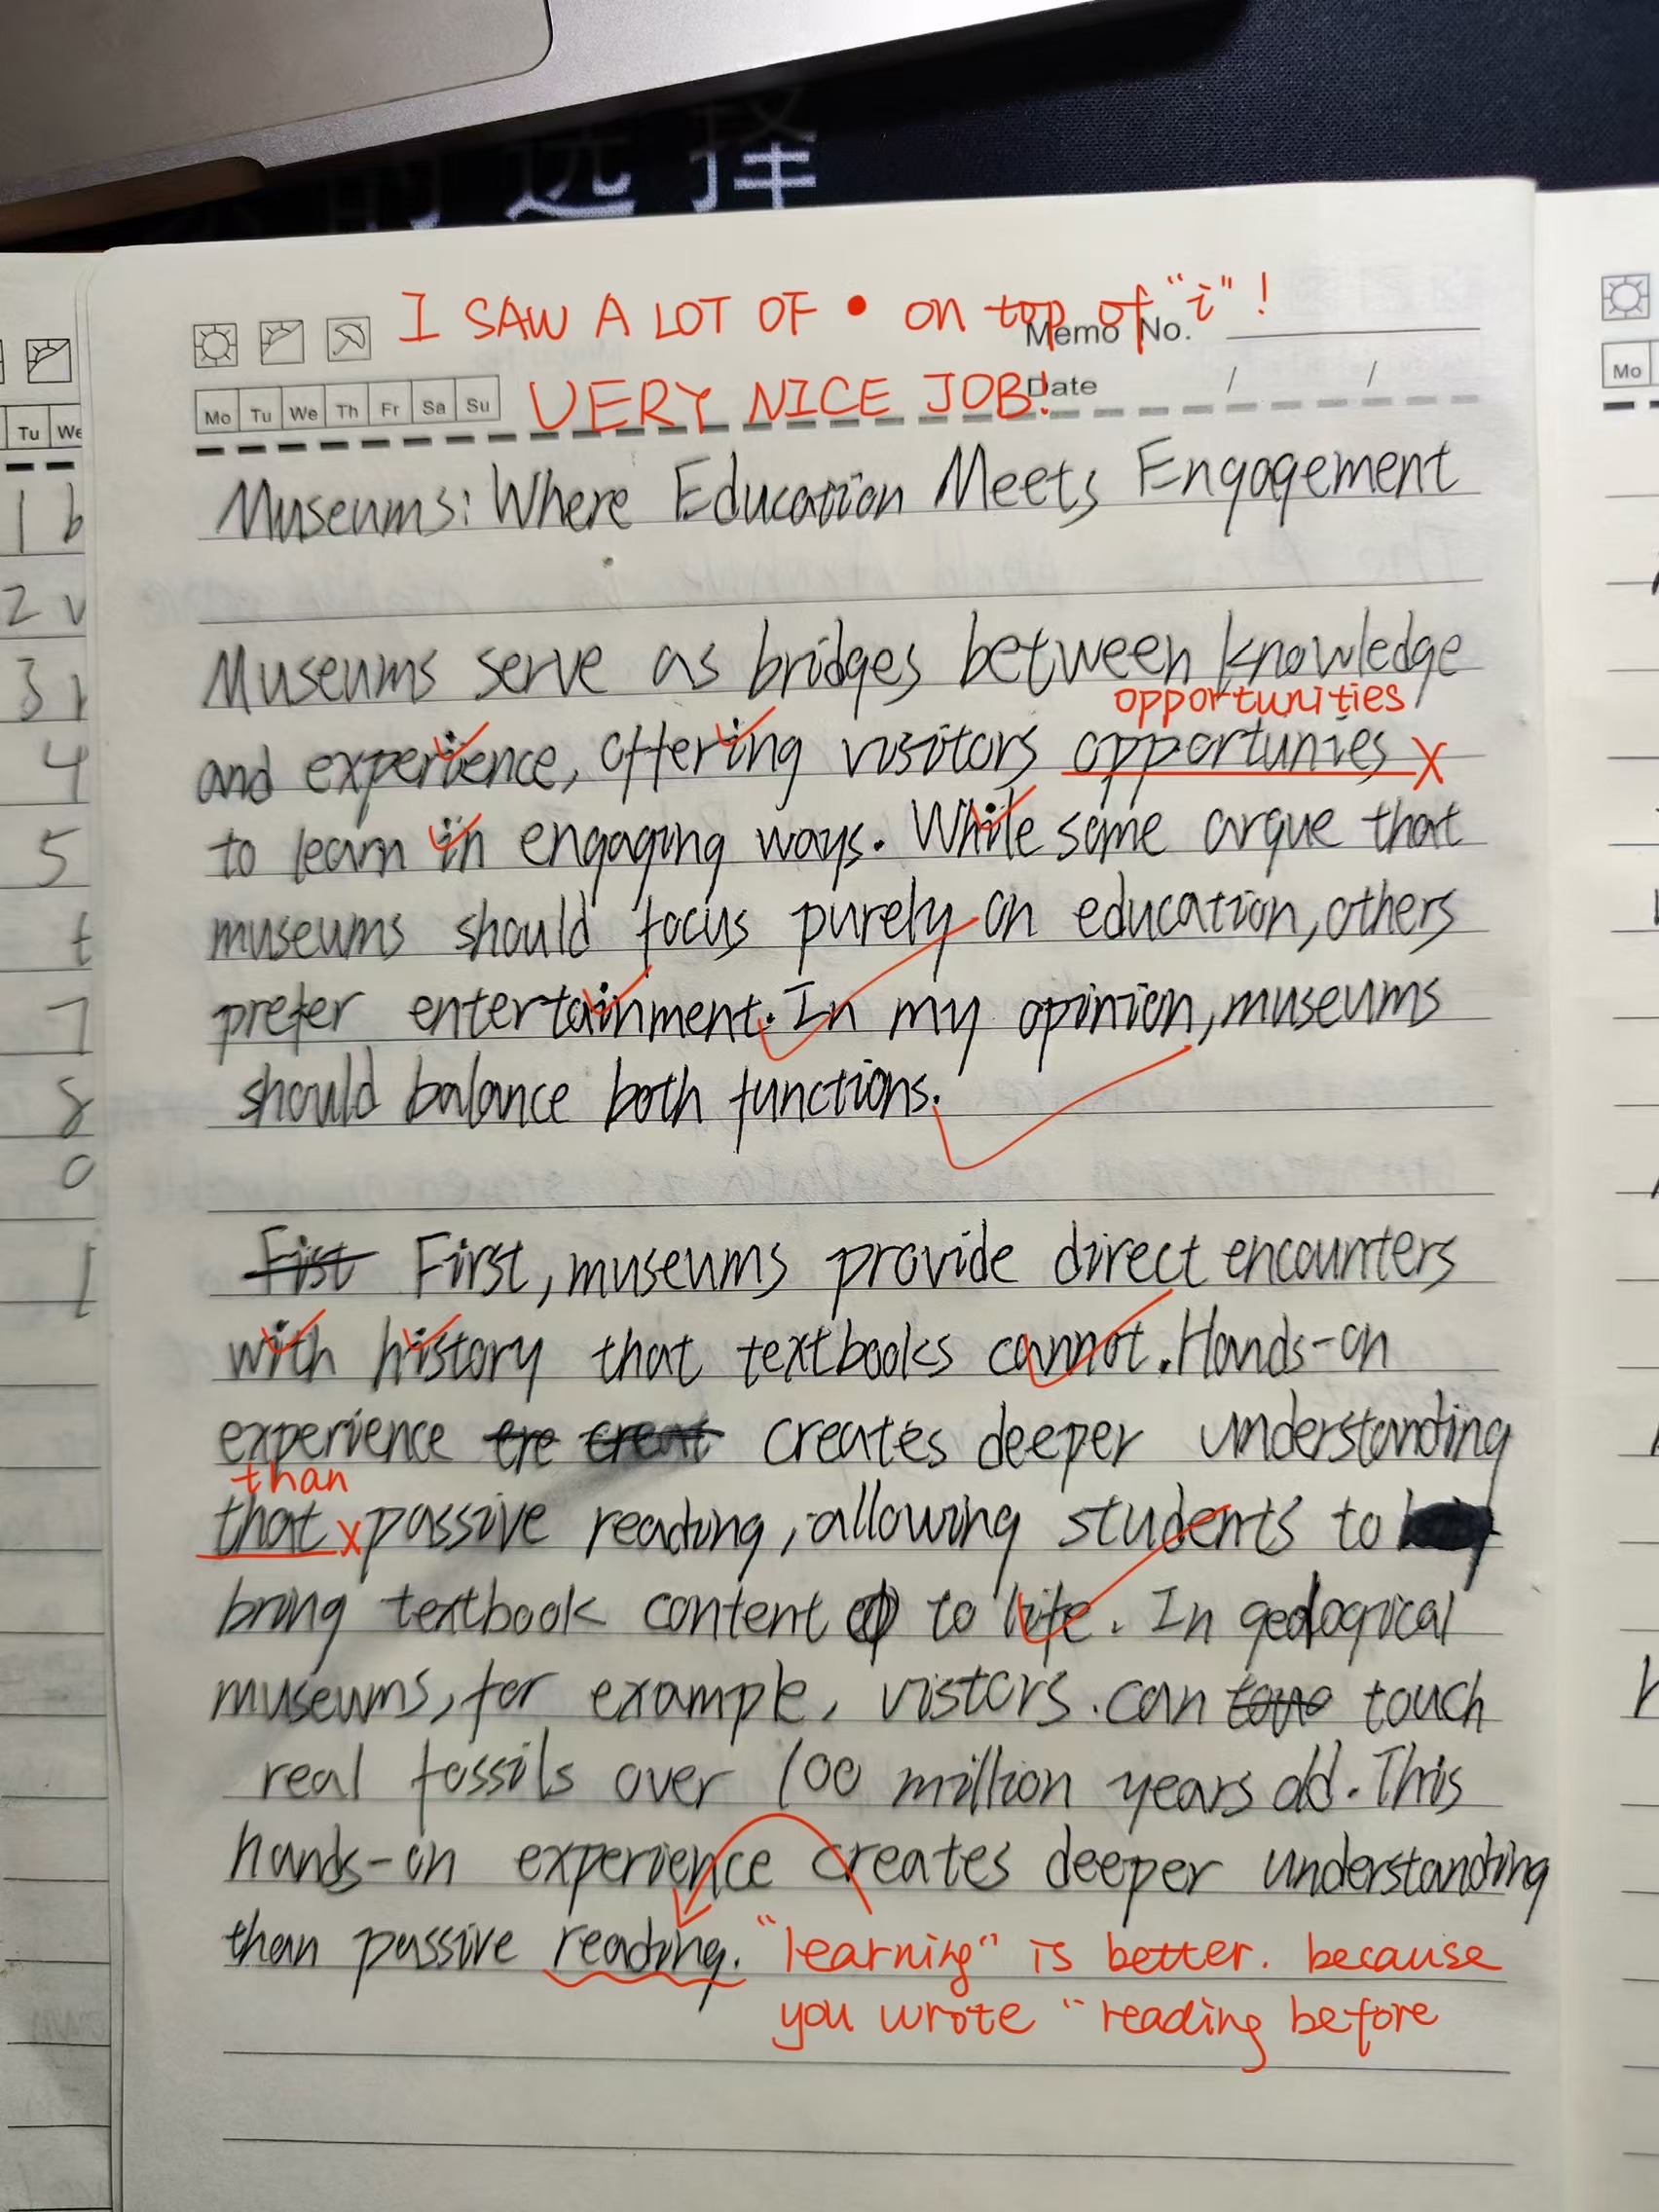 的选择
I SAW A LOT OF • on top of "i"!
Memo No.
Mo Tu We Th Fr Sa Su
VERY NICE JOB!
Date / /
Museums: Where Education Meets Engagement
Museums serve as bridges between knowledge
opportunities
and experience, offering visitors opportunies X
to learn in engaging ways. While some argue that
museums should focus purely on education, others
prefer entertainment. In my opinion, museums
should balance both functions.
Fist First, museums provide direct encounters
with history that textbooks cannot. Hands-on
experience cre creat creates deeper understanding
than
that x passive reading, allowing students to
bring textbook content to life. In geological
museums, for example, vistors. can touch
real fossils over 100 million years old. This
hands-on experience creates deeper understanding
than passive reading. "learning" is better. because
you wrote "reading before
Tu We
1 b
2 v
3
4
5
t
7
8
0
Mo